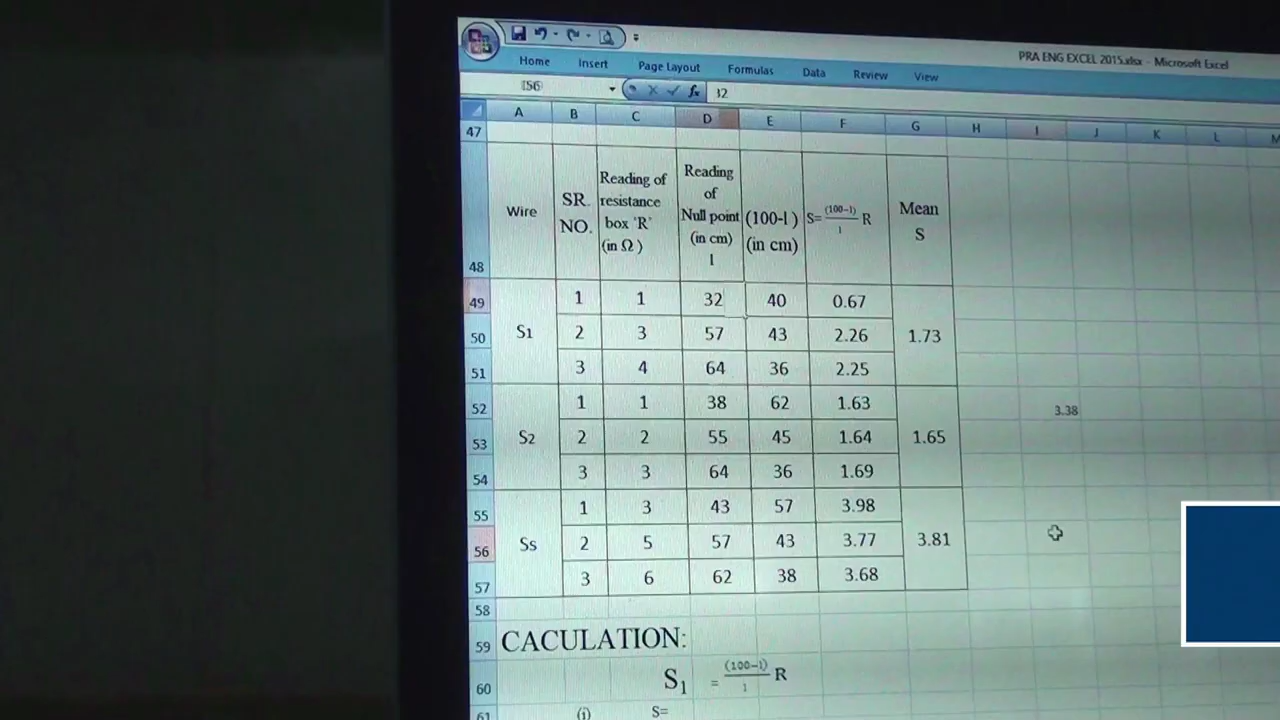 PRA ENG EXCEL 2015.xlsx - Microsoft Excel
Home Insert Page Layout Formulas Data Review View
I56 fx 32
A B C D E F G H I J K L M
47
48 Wire SR. NO. Reading of resistance box 'R' (in Ω ) Reading of Null point (in cm) l (100-l ) (in cm) S= (100−l) l R Mean S
49 S1 1 1 32 40 0.67 1.73
50 2 3 57 43 2.26
51 3 4 64 36 2.25
52 S2 1 1 38 62 1.63 1.65 3.38
53 2 2 55 45 1.64
54 3 3 64 36 1.69
55 Ss 1 3 43 57 3.98 3.81
56 2 5 57 43 3.77
57 3 6 62 38 3.68
58
59 CACULATION:
60 S1 = (100−l) l R
61 (i) S=